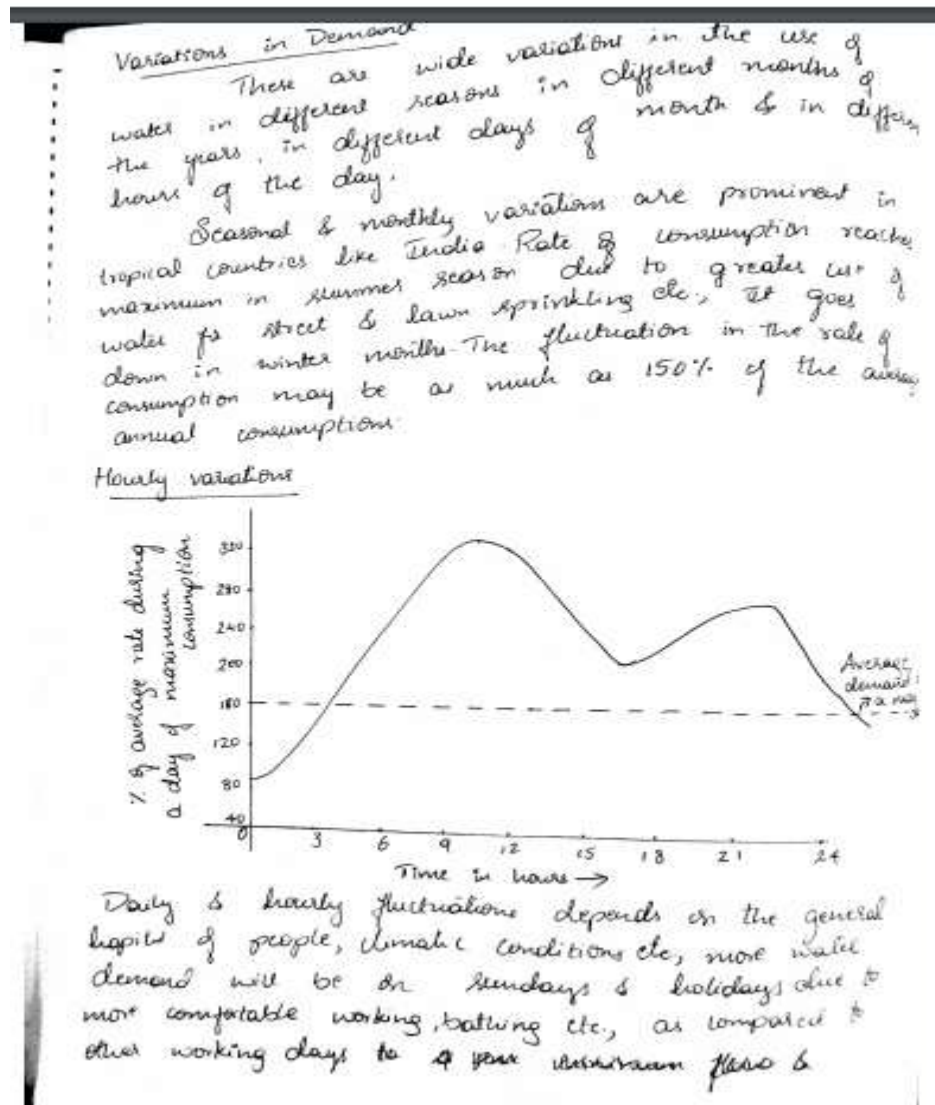 Variations in Demand
There are wide variations in the use of
water in different seasons in different months of
the years, in different days of month & in differen
hours of the day.
Seasonal & monthly variations are prominent in
tropical countries like India Rate of consumption reaches
maximum in summer season due to greater use of
water for street & lawn sprinkling etc., It goes
down in winter months. The fluctuation in the rate of
consumption may be as much as 150% of the average
annual consumptions.
Hourly variations
% of average rate during
a day of maximum
consumption
320
280
240
200
160
120
80
40
0
3 6 9 12 15 18 21 24
Time in hours →
Average
demand
Daily & hourly fluctuations depends on the general
habits of people, climatic conditions etc, more water
demand will be on sundays & holidays due to
more comfortable working, bathing etc., as compared to
other working days